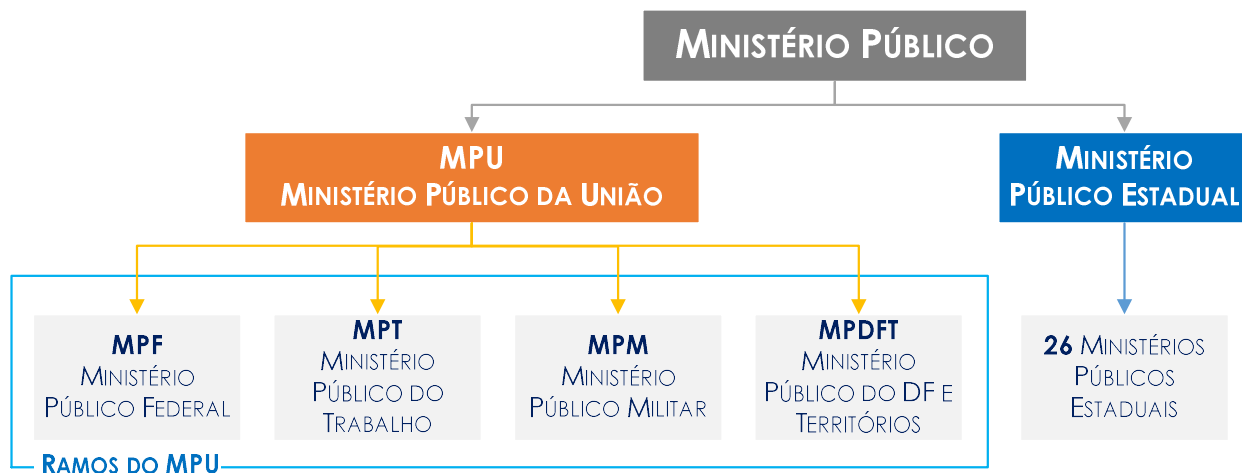 MINISTÉRIO PÚBLICO
MPU
MINISTÉRIO PÚBLICO DA UNIÃO
MINISTÉRIO
PÚBLICO ESTADUAL
MPF
MINISTÉRIO
PÚBLICO FEDERAL
MPT
MINISTÉRIO
PÚBLICO DO
TRABALHO
MPM
MINISTÉRIO
PÚBLICO MILITAR
MPDFT
MINISTÉRIO
PÚBLICO DO DF E
TERRITÓRIOS
26 MINISTÉRIOS
PÚBLICOS
ESTADUAIS
RAMOS DO MPU